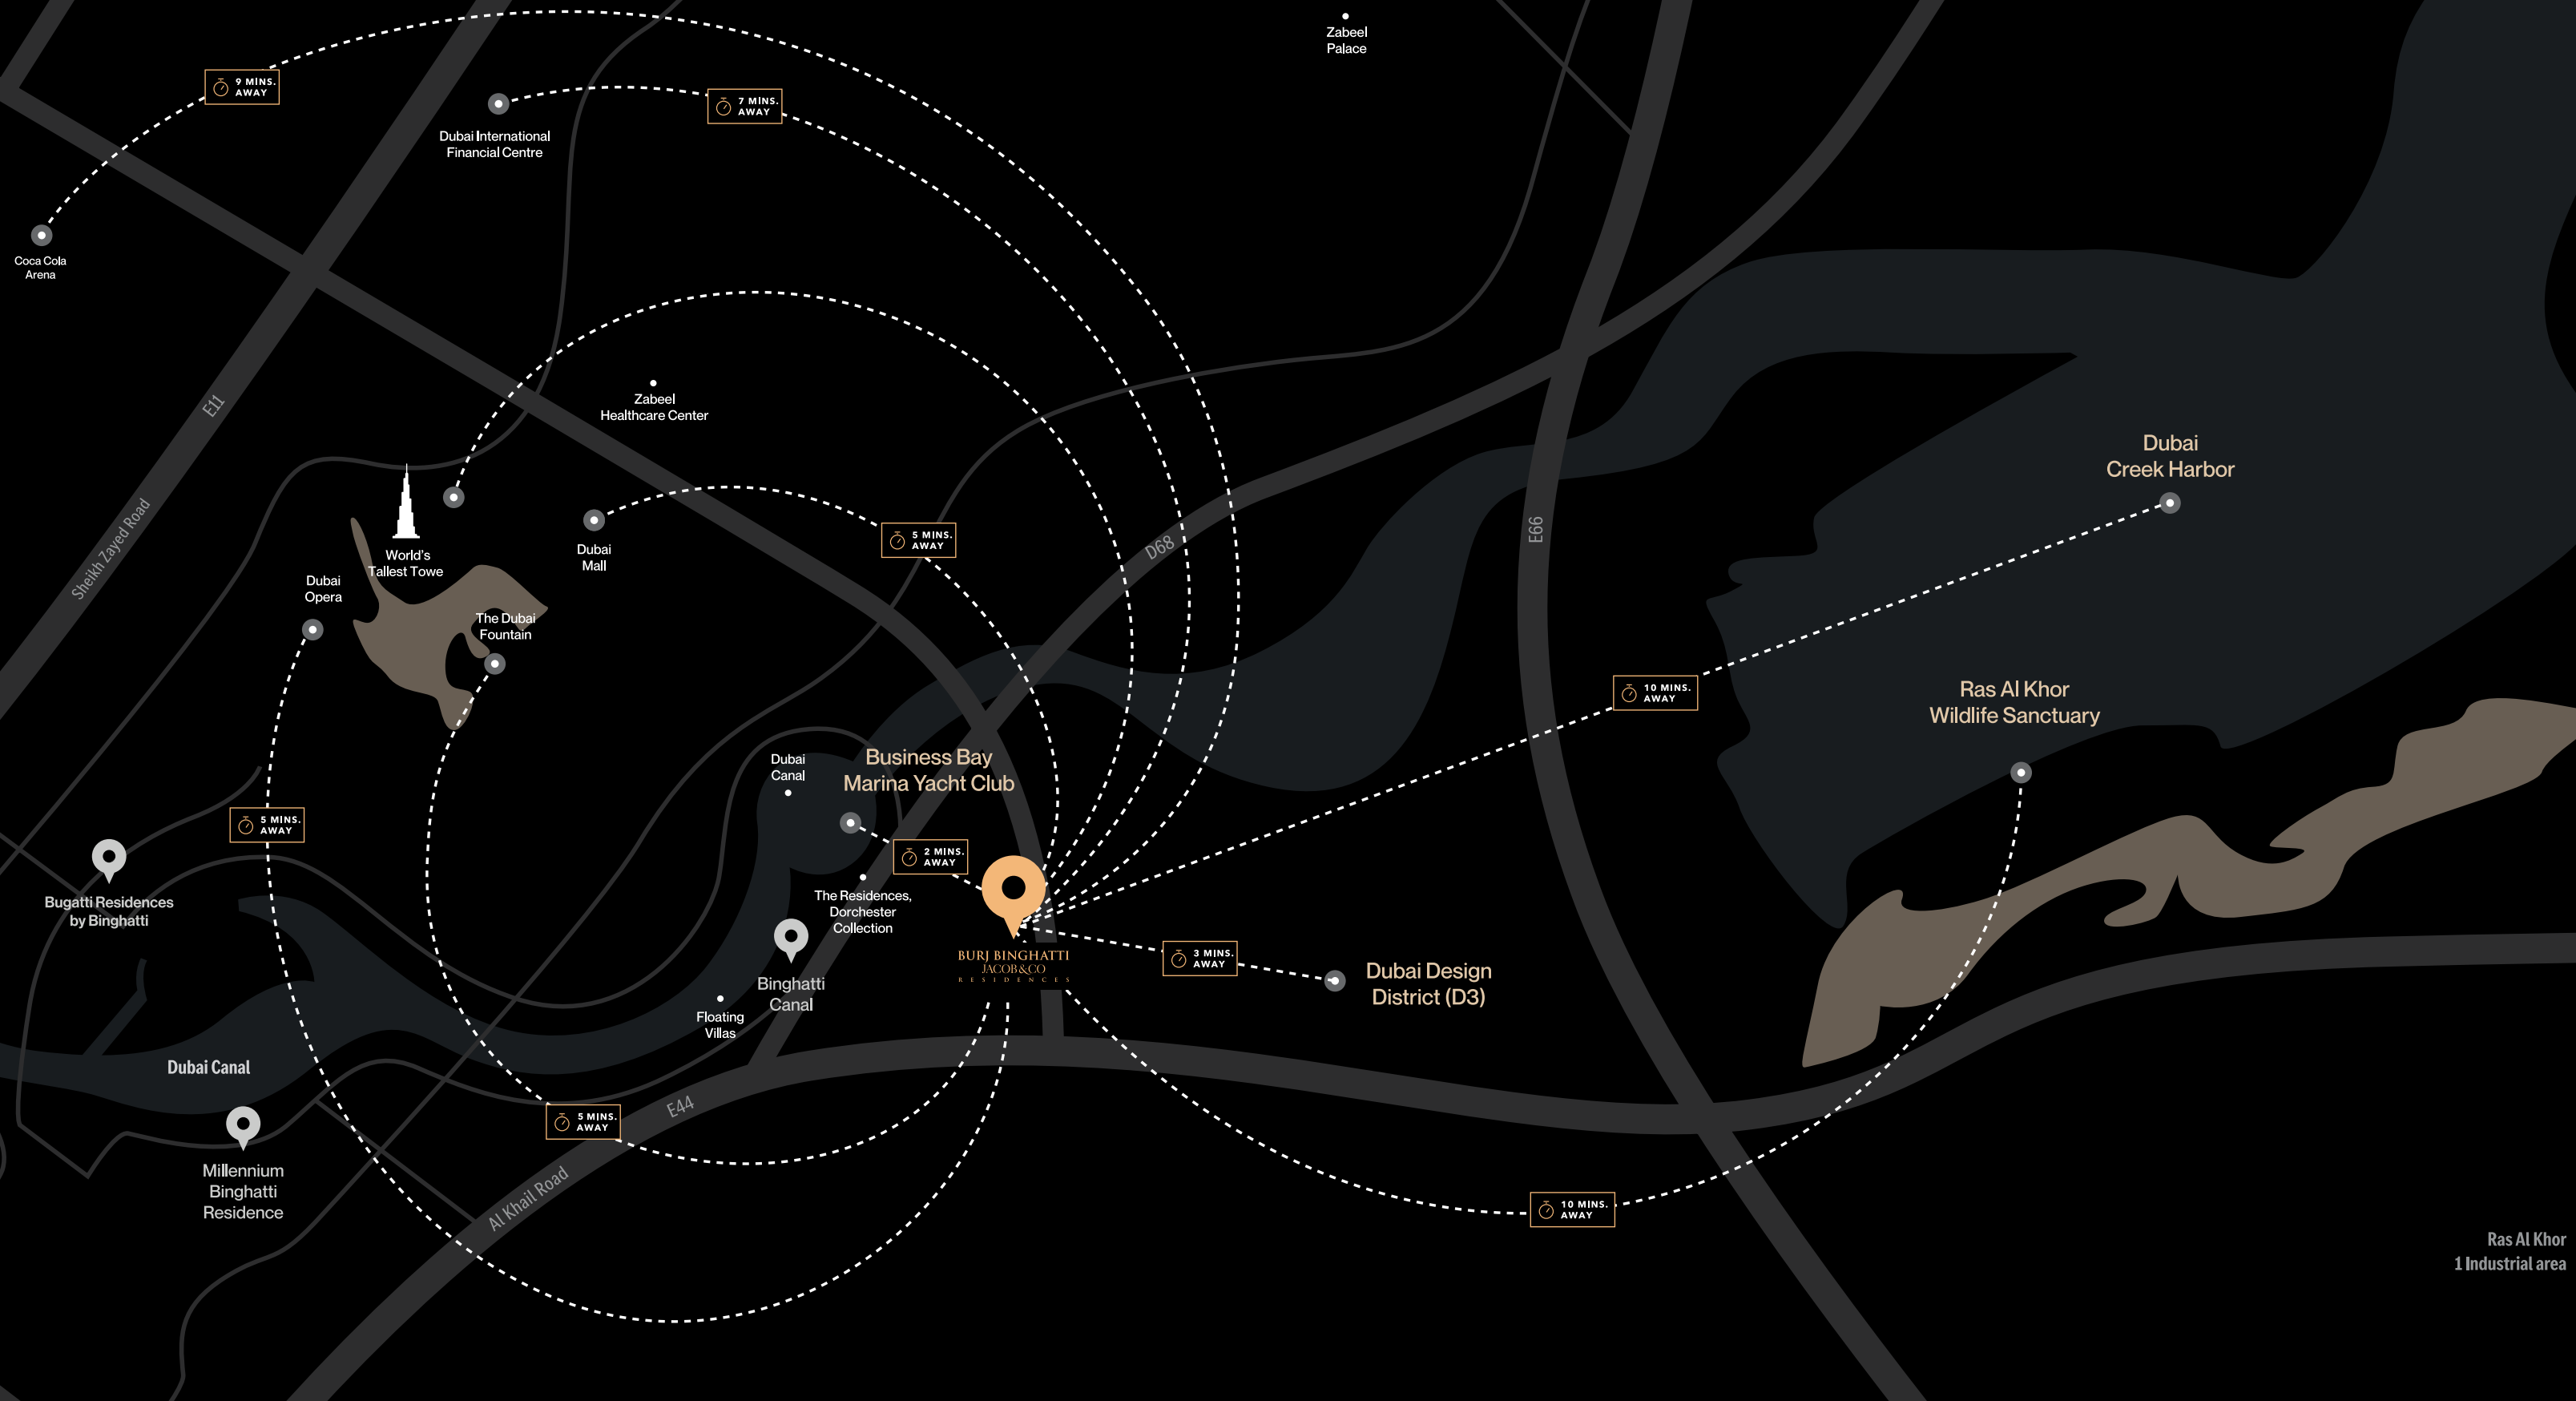 Zabeel
Palace
9 MINS.
AWAY
7 MINS.
AWAY
Dubai International
Financial Centre
Coca Cola
Arena
E11
Zabeel
Healthcare Center
Dubai
Creek Harbor
Sheikh Zayed Road
World's
Tallest Towe
Dubai
Mall
5 MINS.
AWAY
D68
E66
Dubai
Opera
The Dubai
Fountain
10 MINS.
AWAY
Ras Al Khor
Wildlife Sanctuary
Dubai
Canal
Business Bay
Marina Yacht Club
5 MINS.
AWAY
2 MINS.
AWAY
Bugatti Residences
by Binghatti
The Residences,
Dorchester
Collection
BURJ BINGHATTI
JACOB&CO
RESIDENCES
3 MINS.
AWAY
Dubai Design
District (D3)
Binghatti
Canal
Floating
Villas
Dubai Canal
5 MINS.
AWAY
E44
Millennium
Binghatti
Residence
Al Khail Road
10 MINS.
AWAY
Ras Al Khor
1 Industrial area